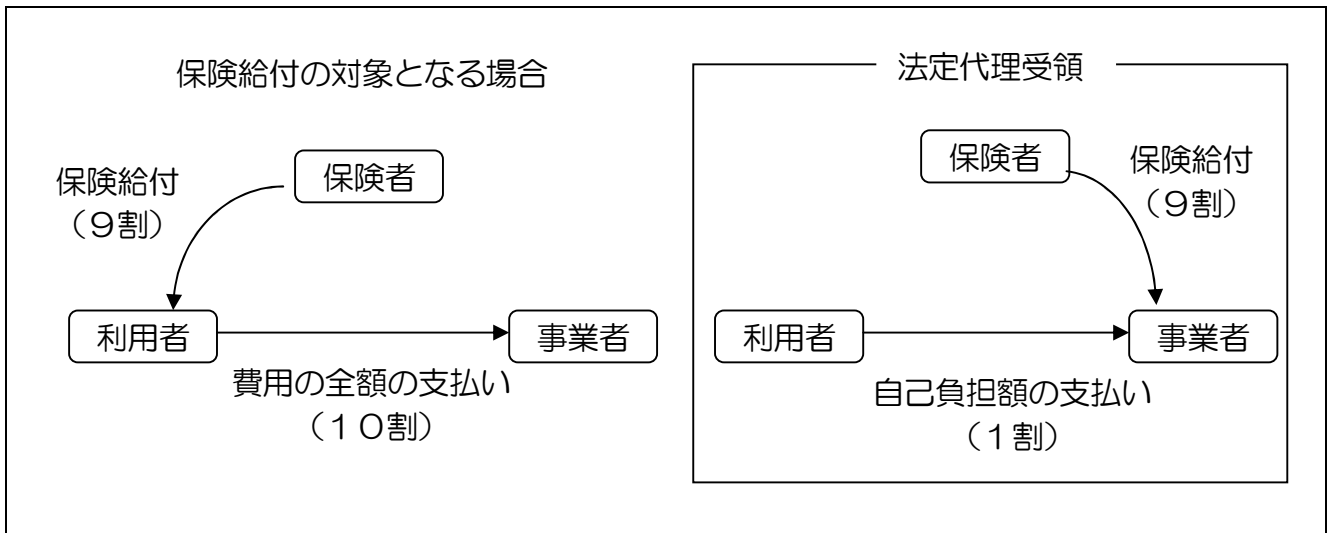 保険給付の対象となる場合
保険者
保険給付
（９割）
利用者
事業者
費用の全額の支払い
（１０割）
法定代理受領
保険者
保険給付
（９割）
利用者
事業者
自己負担額の支払い
（１割）